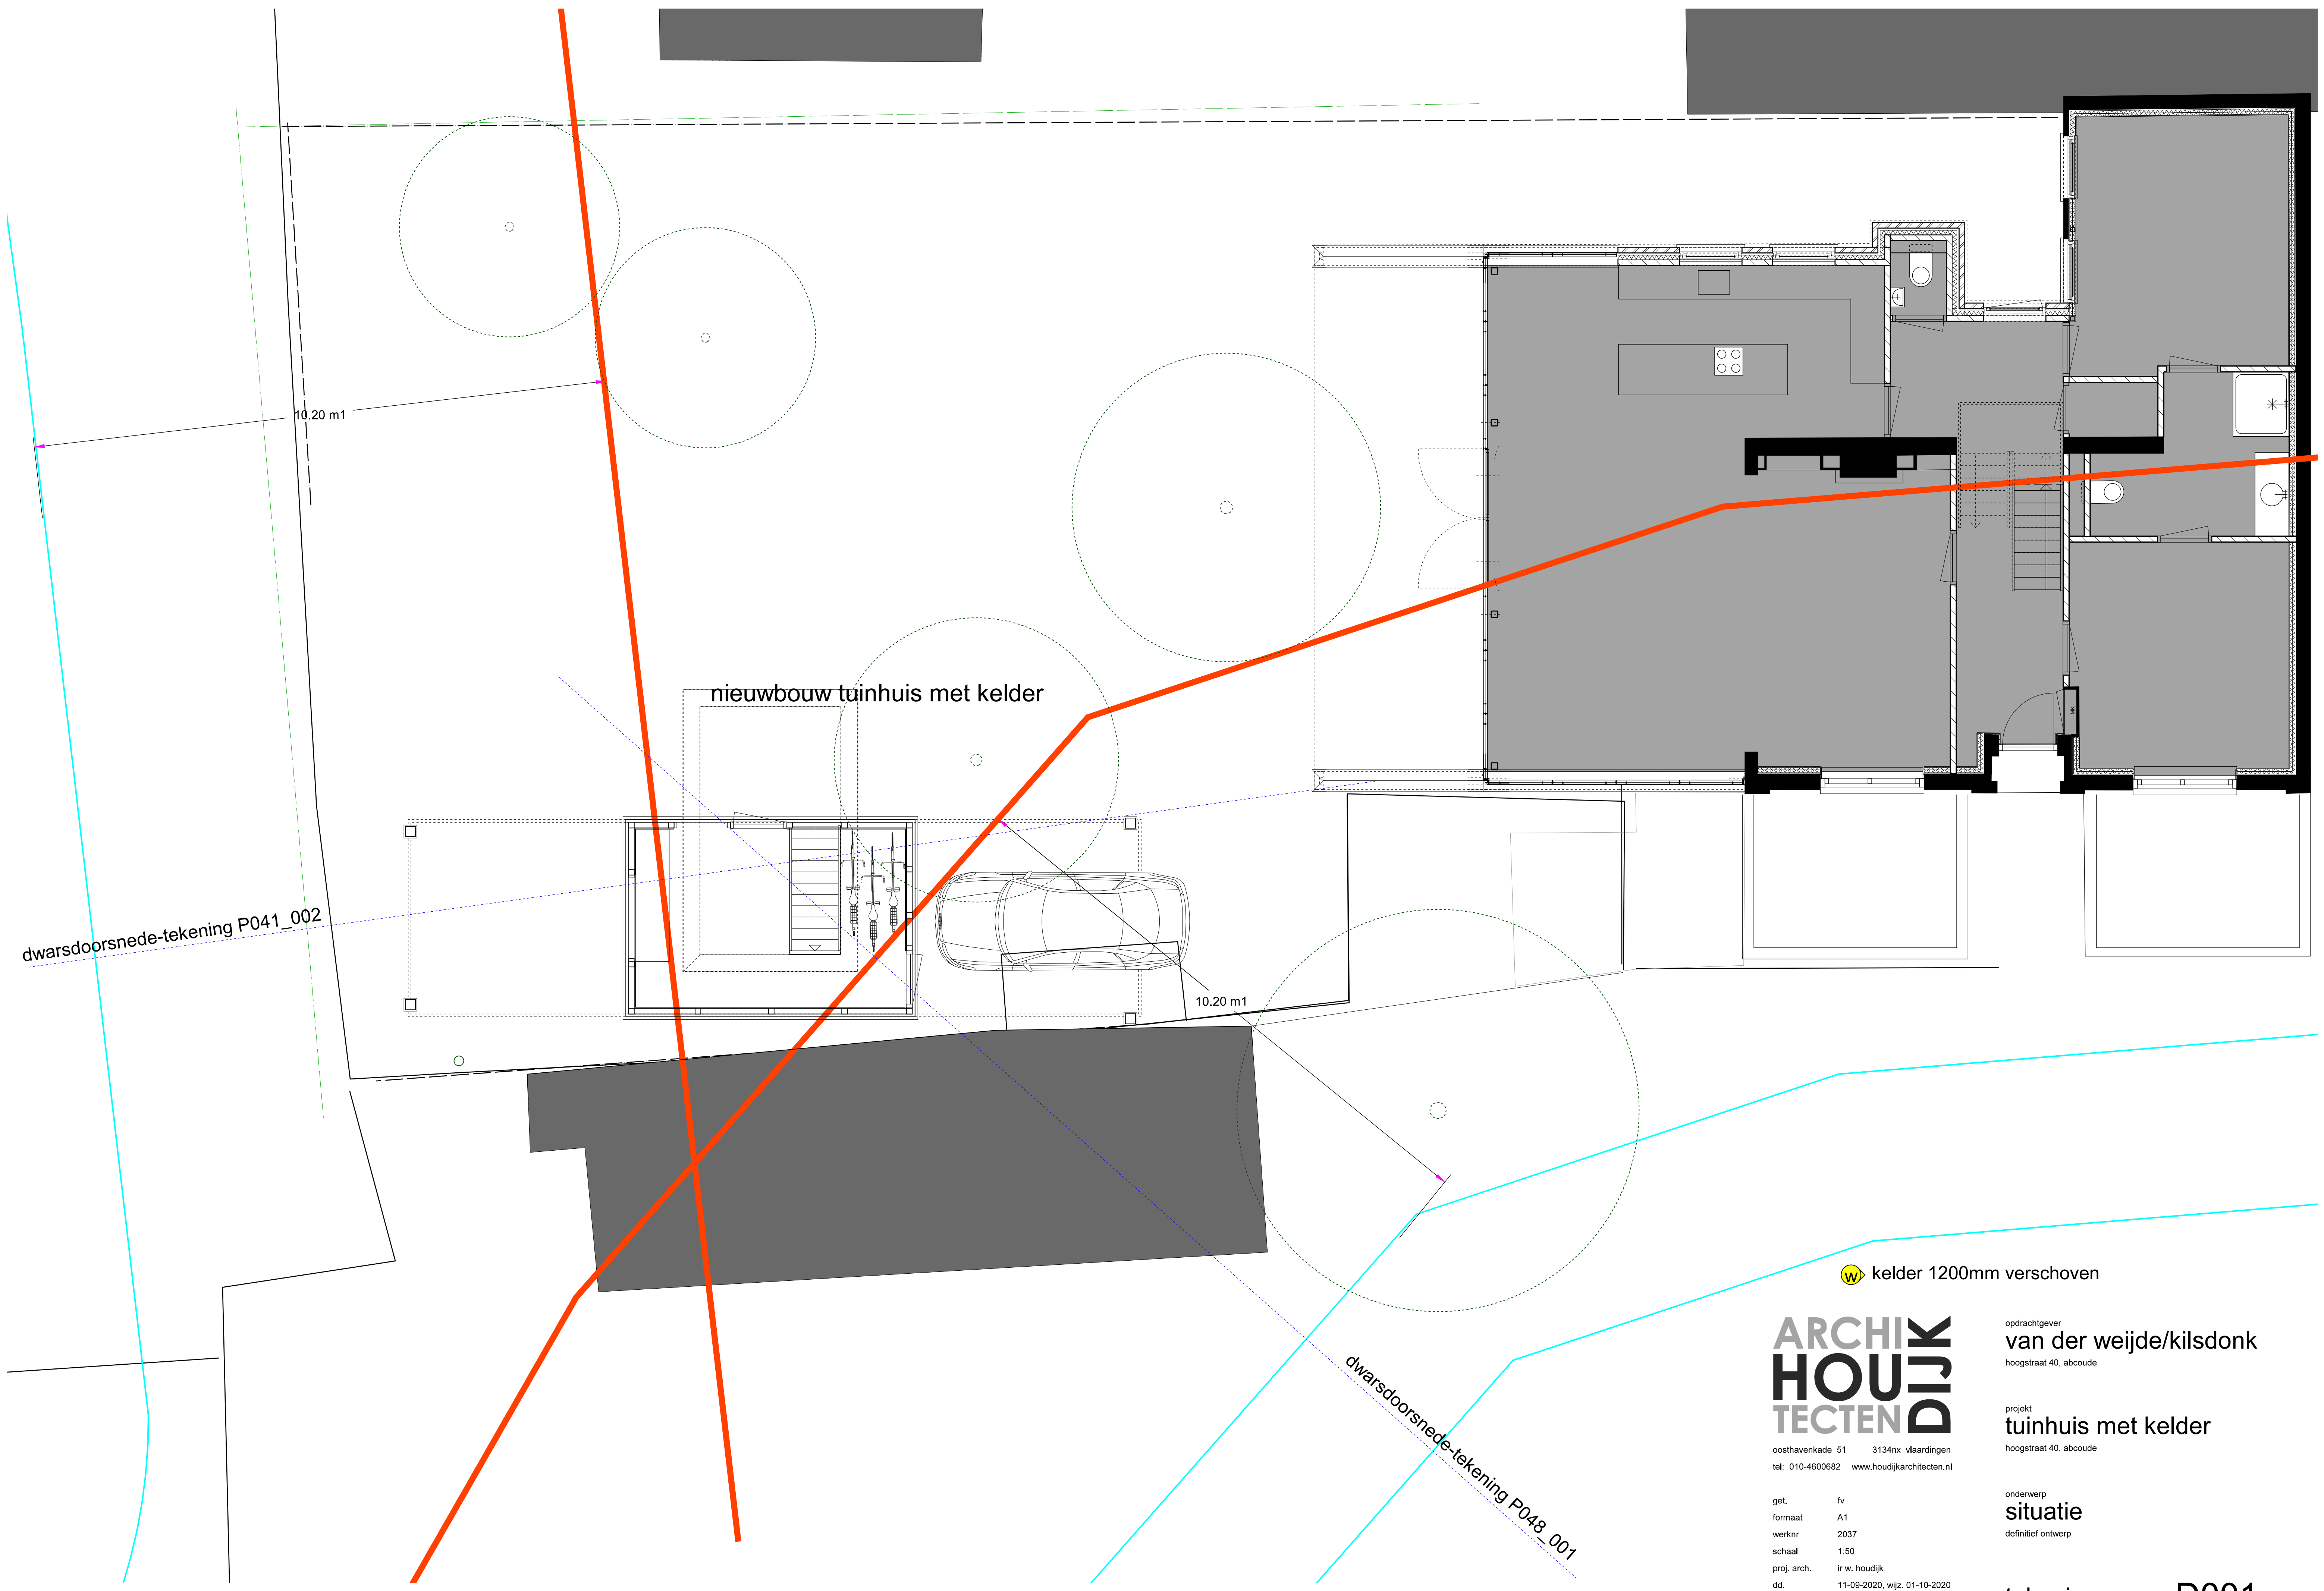 10.20 m1
nieuwbouw tuinhuis met kelder
dwarsdoorsnede-tekening P041_002
10.20 m1
dwarsdoorsnede-tekening P048_001
w kelder 1200mm verschoven
ARCHI
HOU
TECTEN
DIJK
oosthavenkade 51 3134nx vlaardingen
tel: 010-4600682 www.houdijkarchitecten.nl
get. fv
formaat A1
werknr 2037
schaal 1:50
proj. arch. ir w. houdijk
dd. 11-09-2020, wijz. 01-10-2020
opdrachtgever
van der weijde/kilsdonk
hoogstraat 40, abcoude
projekt
tuinhuis met kelder
hoogstraat 40, abcoude
onderwerp
situatie
definitief ontwerp